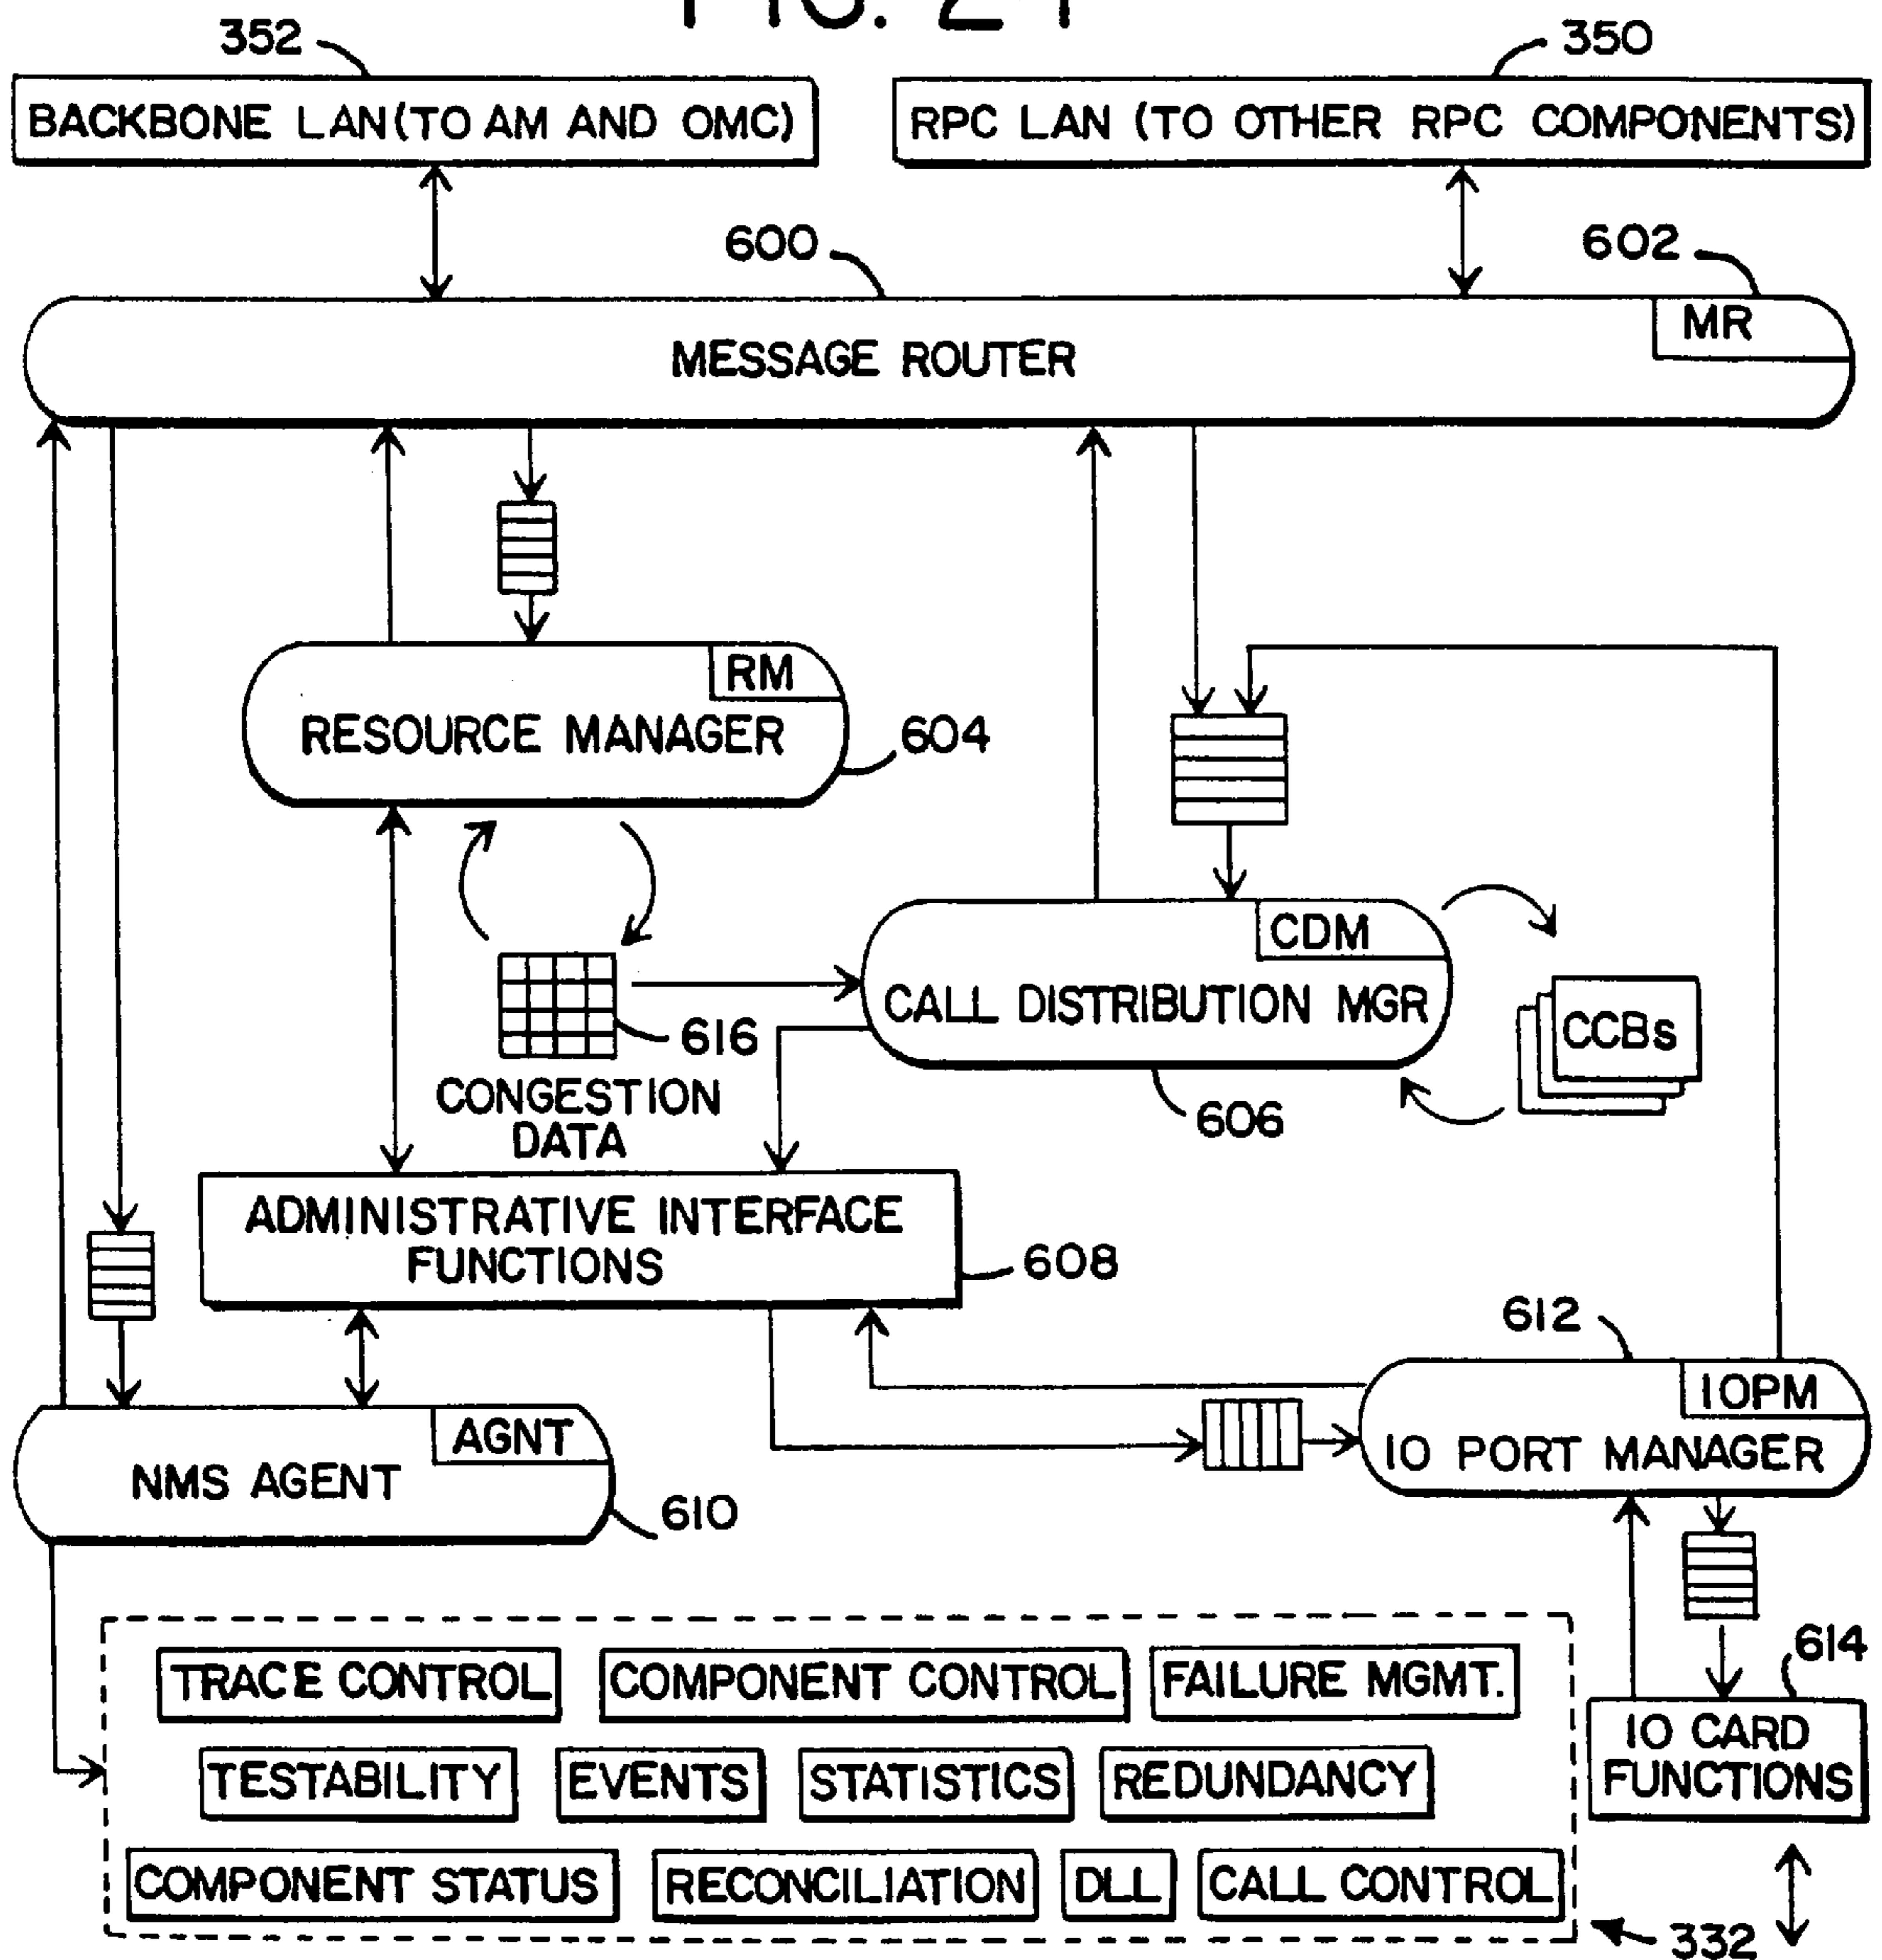 352
350
BACKBONE LAN (TO AM AND OMC)
RPC LAN (TO OTHER RPC COMPONENTS)
600
602
MR
MESSAGE ROUTER
RM
RESOURCE MANAGER
604
CDM
CALL DISTRIBUTION MGR
CCBs
616
606
CONGESTION
DATA
ADMINISTRATIVE INTERFACE
FUNCTIONS
608
612
IOPM
IO PORT MANAGER
AGNT
NMS AGENT
610
614
IO CARD
FUNCTIONS
TRACE CONTROL
COMPONENT CONTROL
FAILURE MGMT.
TESTABILITY
EVENTS
STATISTICS
REDUNDANCY
COMPONENT STATUS
RECONCILIATION
DLL
CALL CONTROL
332